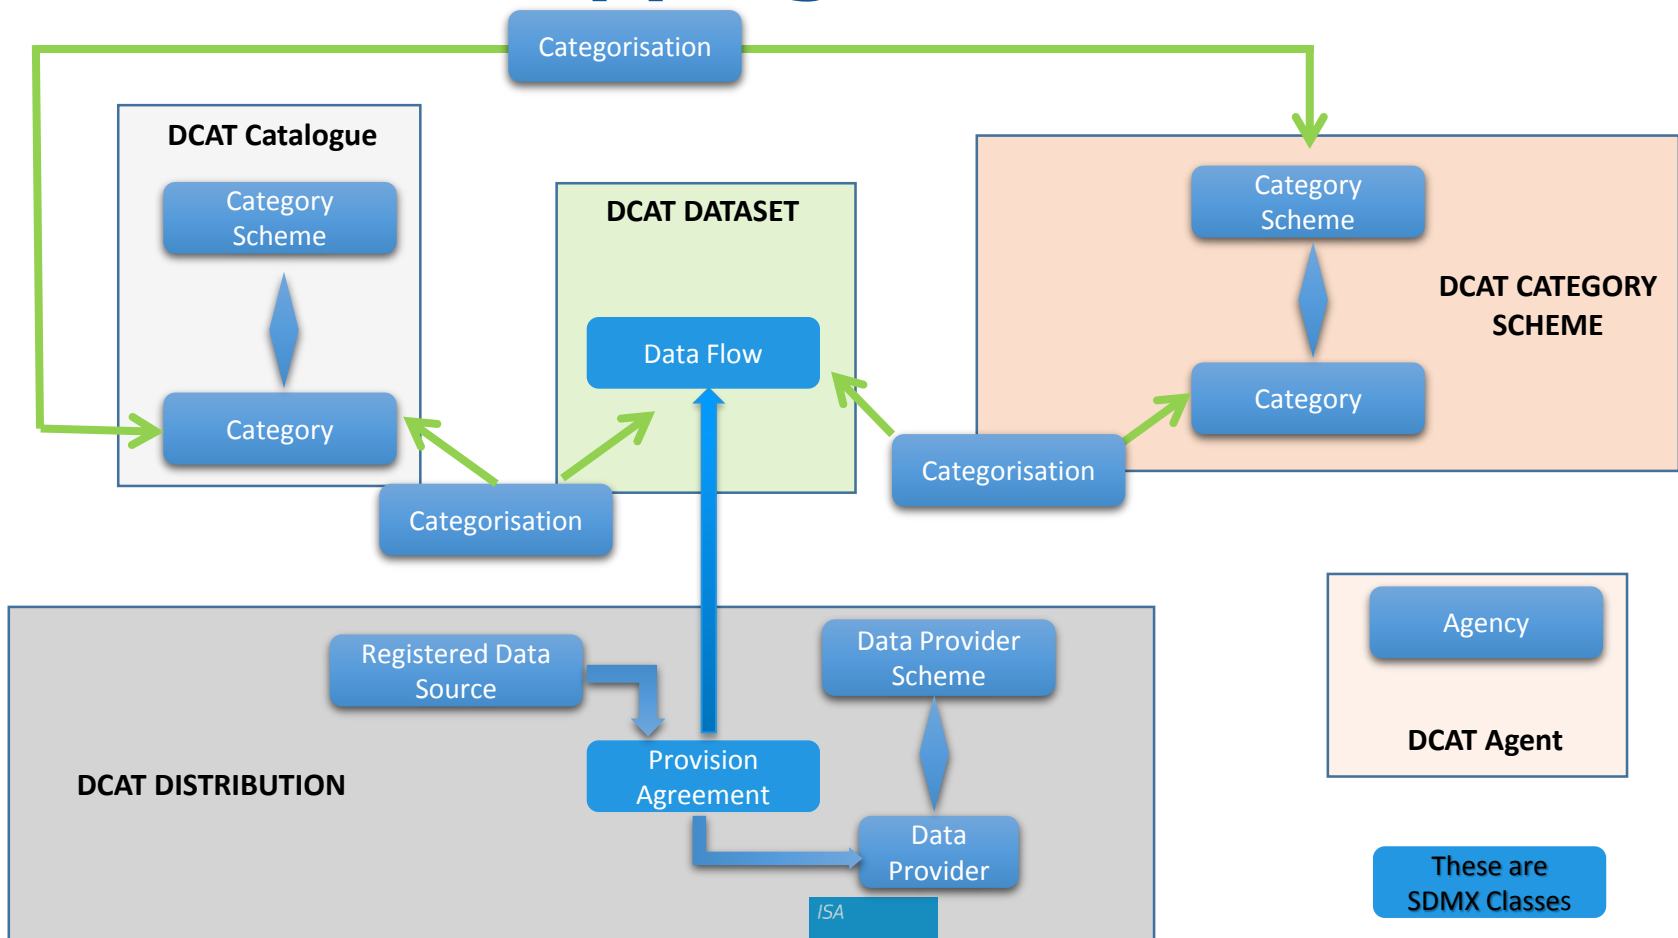 Categorisation
DCAT Catalogue
Category
Scheme
Category
DCAT DATASET
Data Flow
Category
Scheme
DCAT CATEGORY
SCHEME
Category
Categorisation
Categorisation
Agency
DCAT Agent
Registered Data
Source
Data Provider
Scheme
DCAT DISTRIBUTION
Provision
Agreement
Data
Provider
These are
SDMX Classes
ISA